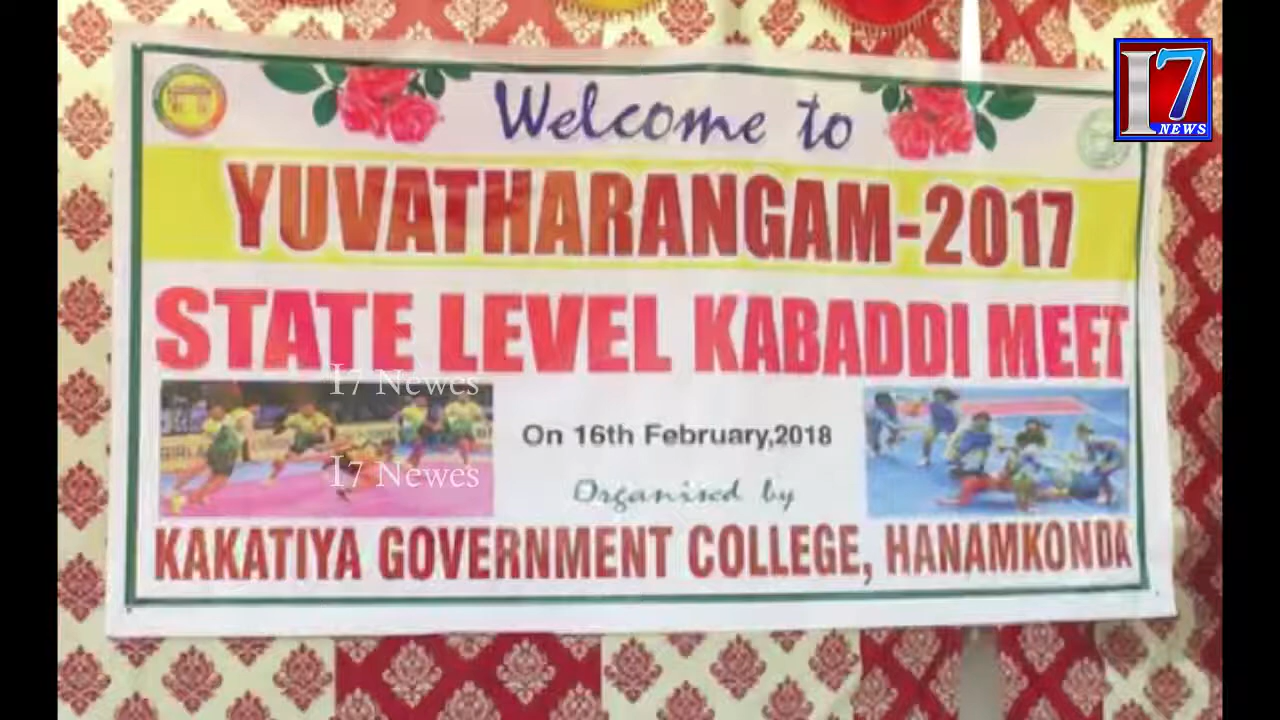 I7
NEWS
Welcome to
YUVATHARANGAM-2017
STATE LEVEL KABADDI MEET
I7 Newes
On 16th February,2018
I7 Newes
Organised by
KAKATIYA GOVERNMENT COLLEGE, HANAMKONDA